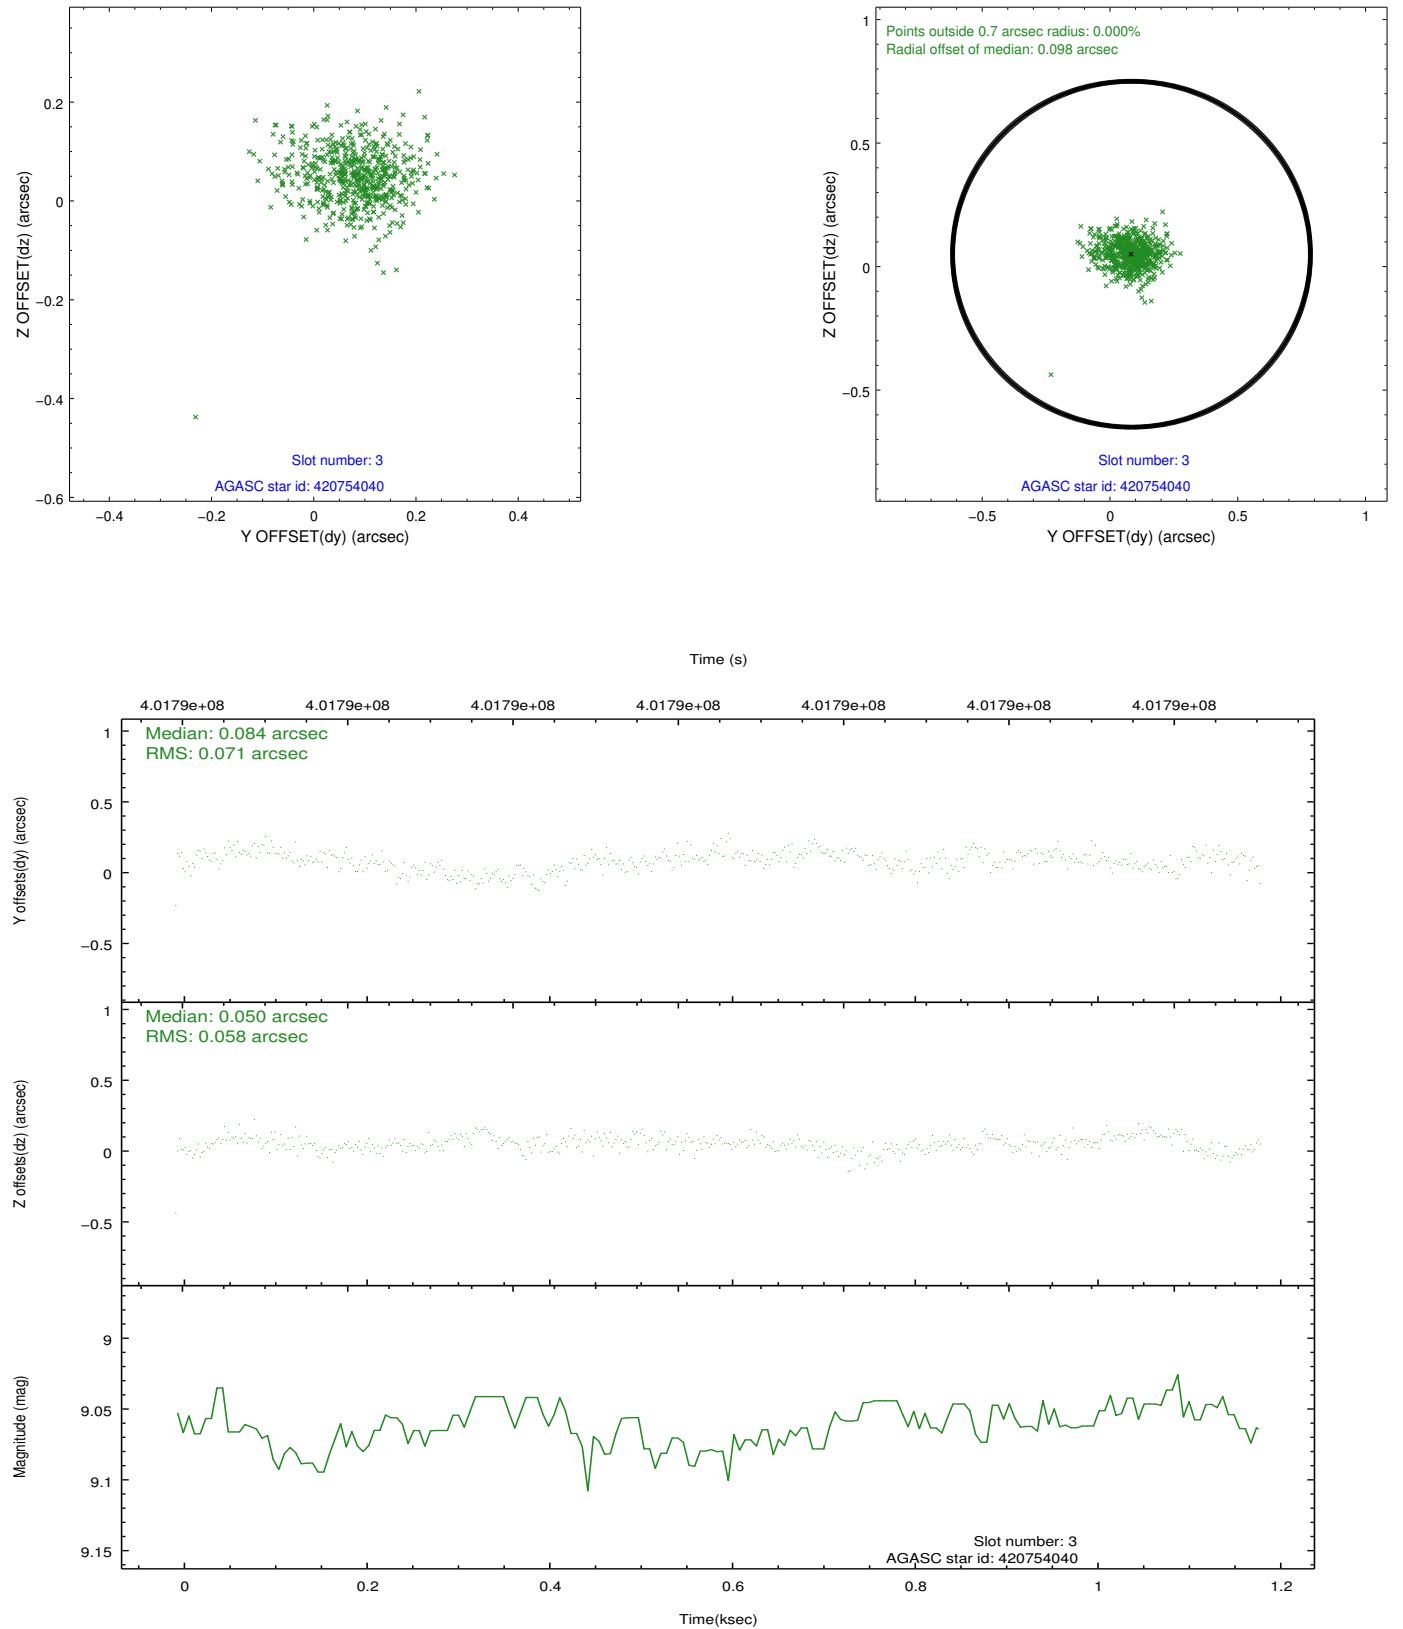 0.2
0
−0.2
−0.4
−0.6
Z OFFSET(dz) (arcsec)
Slot number: 3
AGASC star id: 420754040
−0.4
−0.2
0
0.2
0.4
Y OFFSET(dy) (arcsec)
Points outside 0.7 arcsec radius: 0.000%
Radial offset of median: 0.098 arcsec
1
0.5
0
−0.5
Z OFFSET(dz) (arcsec)
Slot number: 3
AGASC star id: 420754040
−0.5
0
0.5
1
Y OFFSET(dy) (arcsec)
Time (s)
4.0179e+08
4.0179e+08
4.0179e+08
4.0179e+08
4.0179e+08
4.0179e+08
4.0179e+08
Median: 0.084 arcsec
RMS: 0.071 arcsec
1
0.5
0
−0.5
Y offsets(dy) (arcsec)
Median: 0.050 arcsec
RMS: 0.058 arcsec
1
0.5
0
−0.5
Z offsets(dz) (arcsec)
9
9.05
9.1
9.15
Magnitude (mag)
Slot number: 3
AGASC star id: 420754040
0
0.2
0.4
0.6
0.8
1
1.2
Time(ksec)